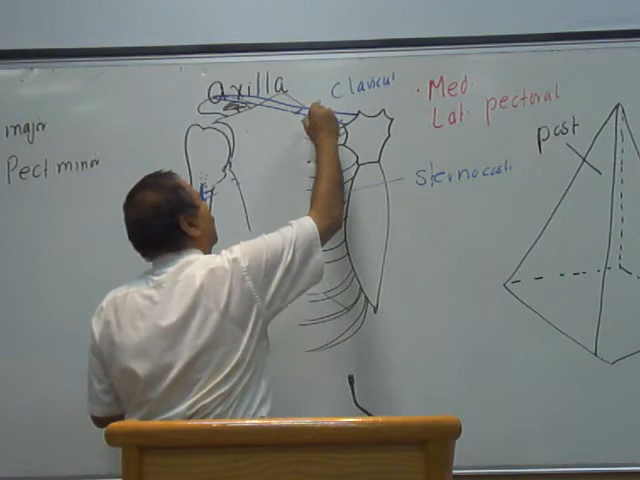 axilla
major
Pect minor
Clavicul
Med.
Lat. pectoral
Sternocost.
post